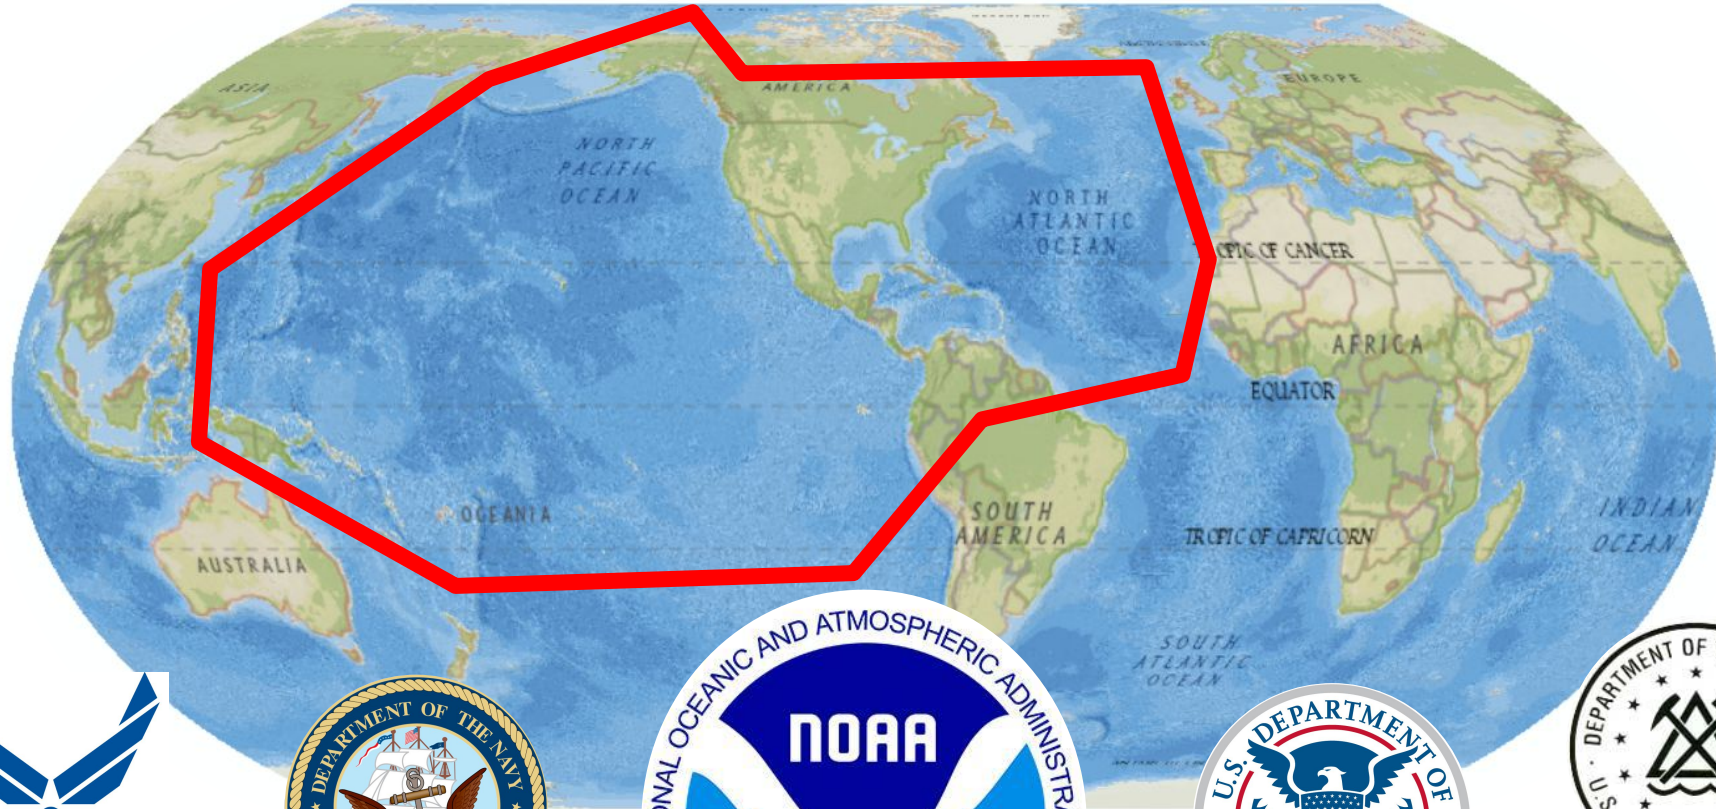 ASIA
AMERICA
EUROPE
NORTH
PACIFIC
OCEAN
NORTH
ATLANTIC
OCEAN
OPIC OF CANCER
AFRICA
EQUATOR
OCEANIA
SOUTH
AMERICA
TROPIC OF CAPRICORN
INDIAN
OCEAN
AUSTRALIA
SOUTH
ATLANTIC
OCEAN
NAL OCEANIC AND ATMOSPHERIC ADMINISTRA
NOAA
DEPARTMENT OF THE NAVY
U.S. DEPARTMENT OF
U.S. DEPARTMENT OF